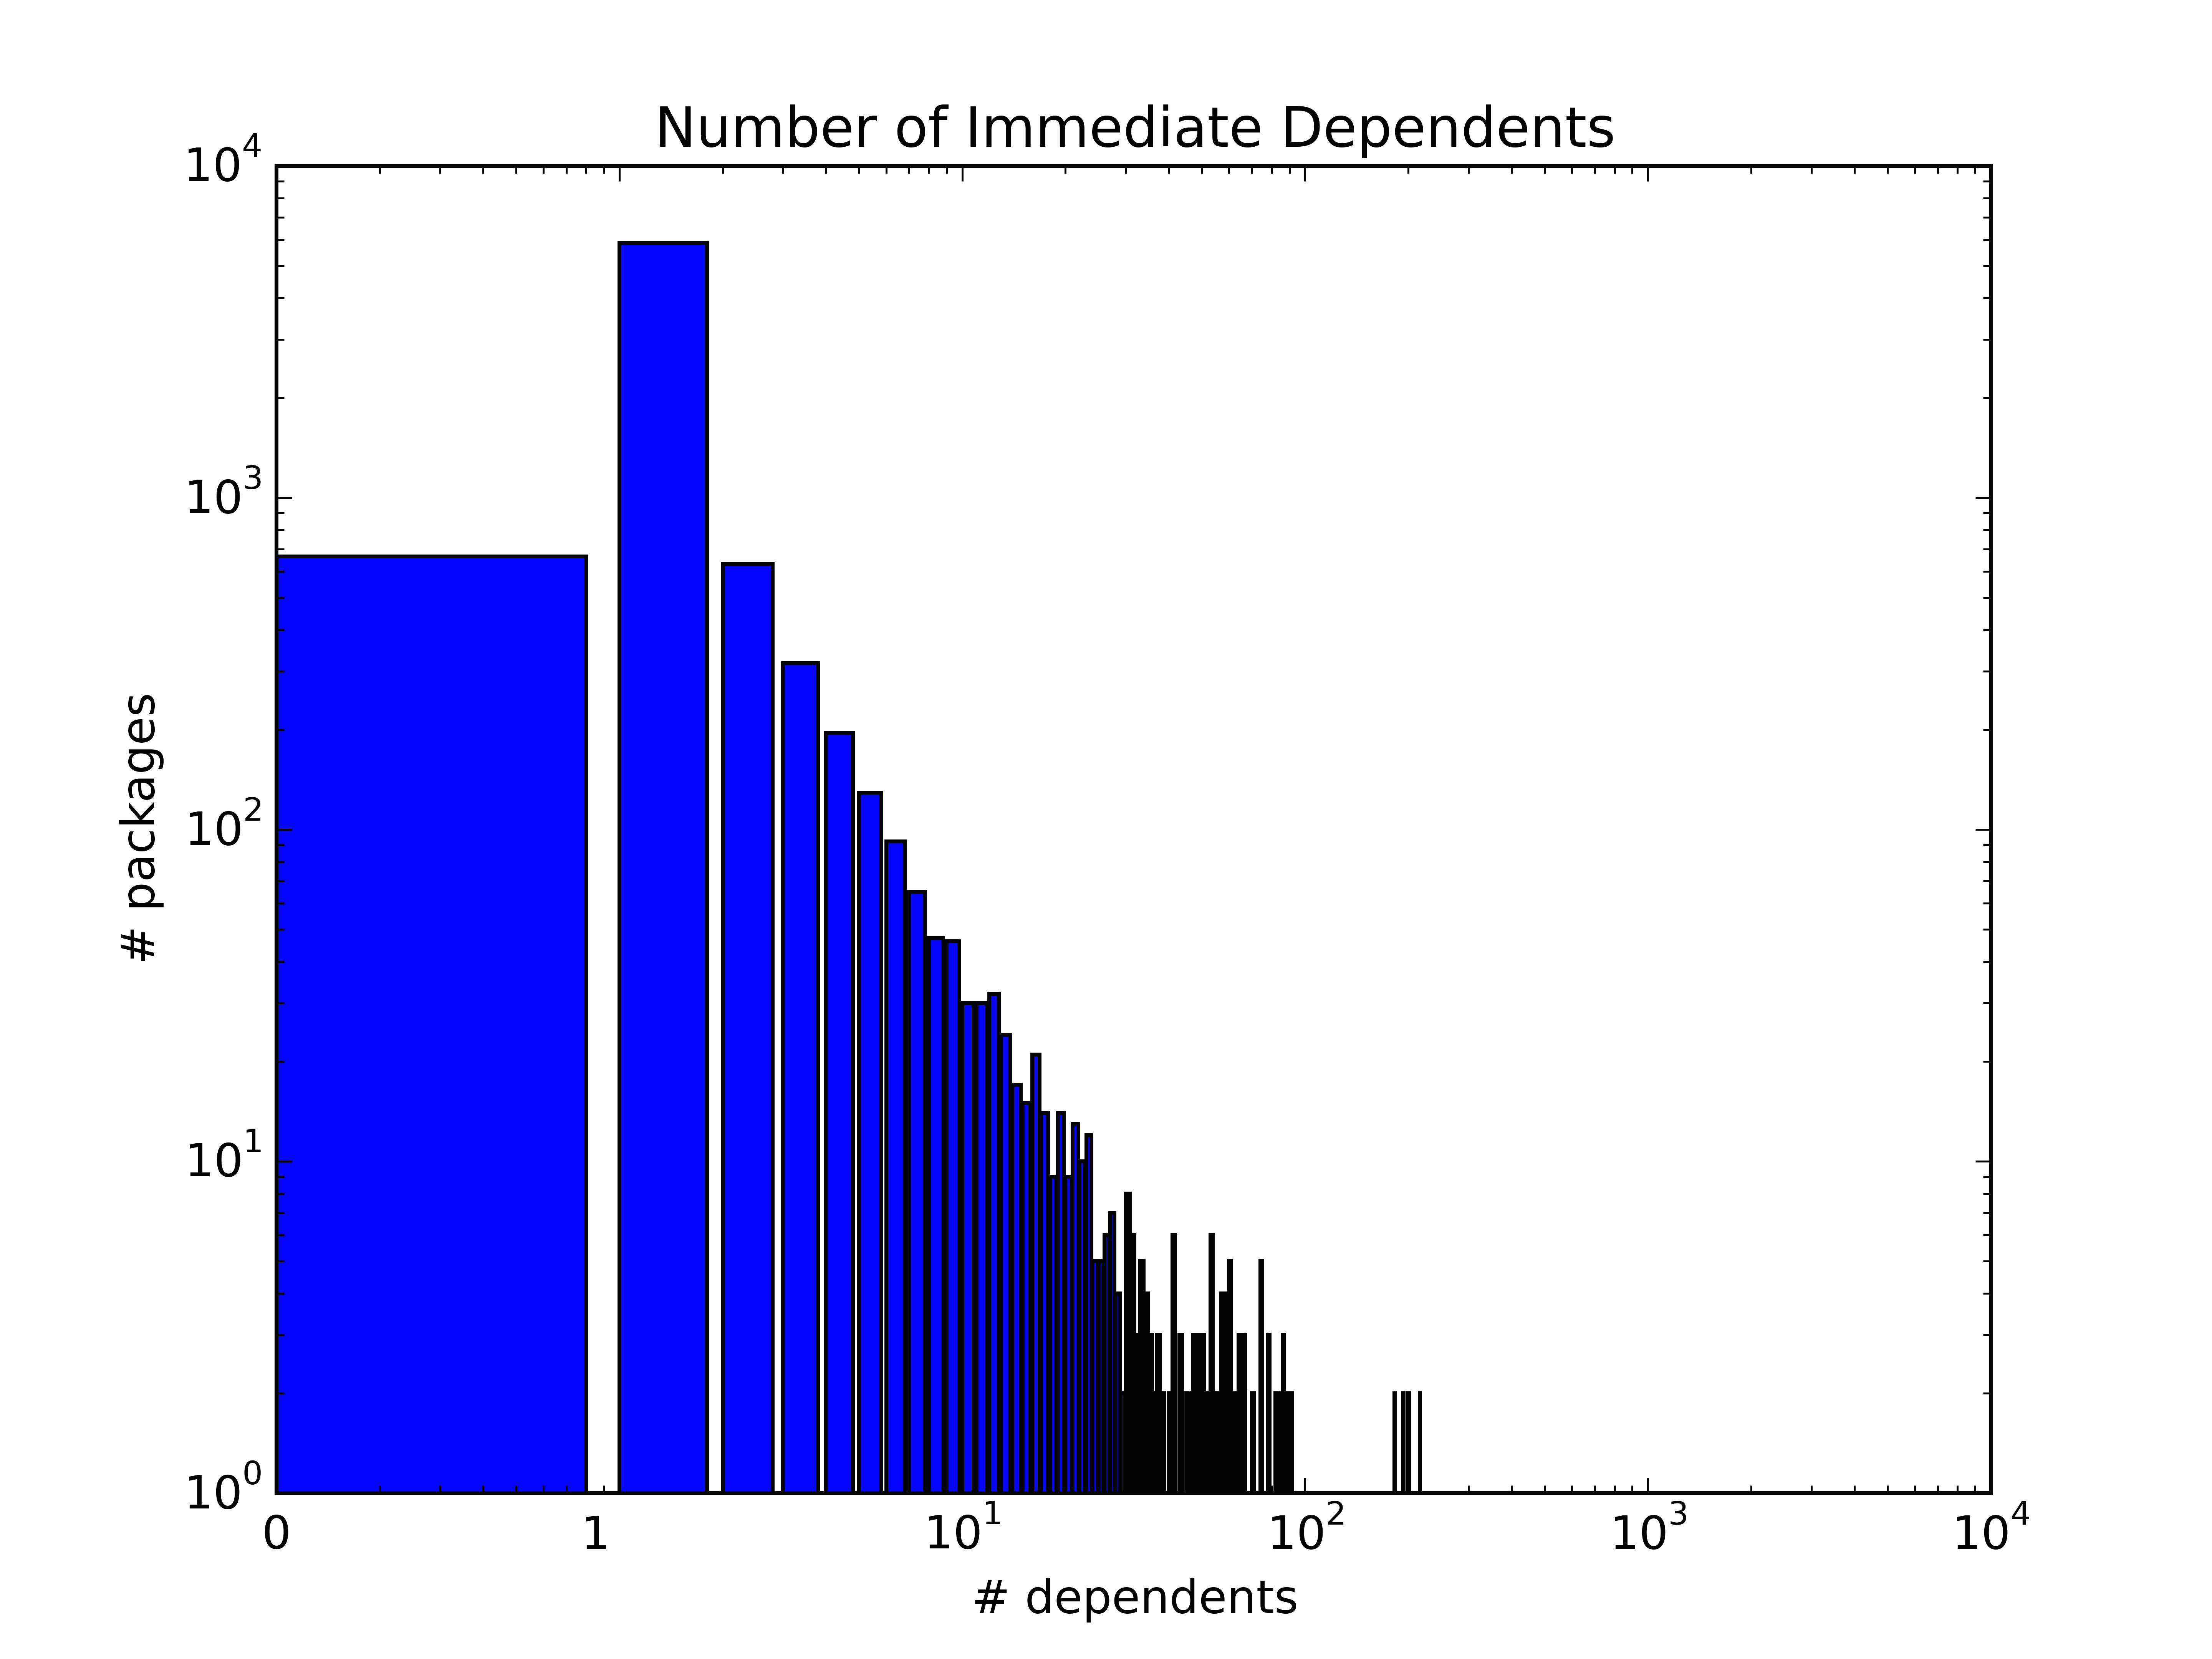 Number of Immediate Dependents
10^4
10^3
10^2
10^1
10^0
# packages
0 1 10^1 10^2 10^3 10^4
# dependents